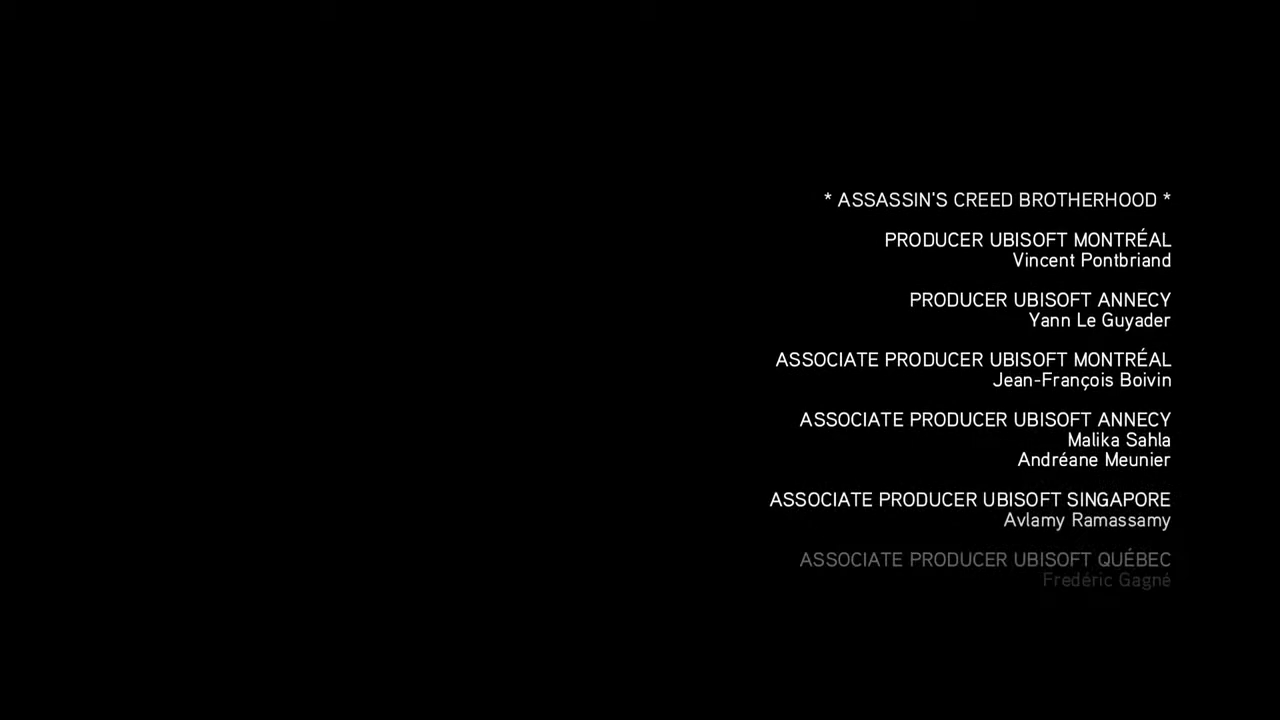 * ASSASSIN'S CREED BROTHERHOOD *
PRODUCER UBISOFT MONTRÉAL
Vincent Pontbriand
PRODUCER UBISOFT ANNECY
Yann Le Guyader
ASSOCIATE PRODUCER UBISOFT MONTRÉAL
Jean-François Boivin
ASSOCIATE PRODUCER UBISOFT ANNECY
Malika Sahla
Andréane Meunier
ASSOCIATE PRODUCER UBISOFT SINGAPORE
Avlamy Ramassamy
ASSOCIATE PRODUCER UBISOFT QUÉBEC
Fredéric Gagné